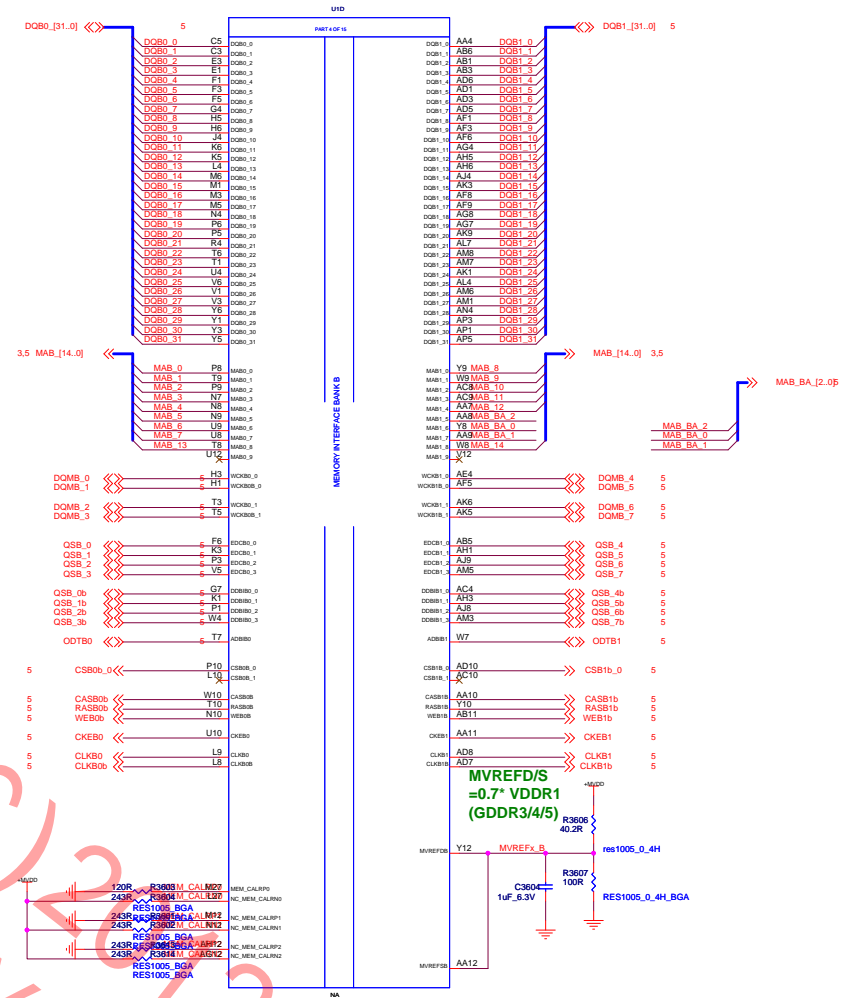 U1D
PART 4 OF 15
MEMORY INTERFACE BANK B
DQB0_[31..0] 5
DQB1_[31..0] 5
DQB0_0 C5 DQB0_0 DQB1_0 AA4 DQB1_0
DQB0_1 C3 DQB0_1 DQB1_1 AB6 DQB1_1
DQB0_2 E3 DQB0_2 DQB1_2 AB1 DQB1_2
DQB0_3 E1 DQB0_3 DQB1_3 AB3 DQB1_3
DQB0_4 F1 DQB0_4 DQB1_4 AD6 DQB1_4
DQB0_5 F3 DQB0_5 DQB1_5 AD1 DQB1_5
DQB0_6 F5 DQB0_6 DQB1_6 AD3 DQB1_6
DQB0_7 G4 DQB0_7 DQB1_7 AD5 DQB1_7
DQB0_8 H5 DQB0_8 DQB1_8 AF1 DQB1_8
DQB0_9 H6 DQB0_9 DQB1_9 AF3 DQB1_9
DQB0_10 J4 DQB0_10 DQB1_10 AF6 DQB1_10
DQB0_11 K6 DQB0_11 DQB1_11 AG4 DQB1_11
DQB0_12 K5 DQB0_12 DQB1_12 AH5 DQB1_12
DQB0_13 L4 DQB0_13 DQB1_13 AH6 DQB1_13
DQB0_14 M6 DQB0_14 DQB1_14 AJ4 DQB1_14
DQB0_15 M1 DQB0_15 DQB1_15 AK3 DQB1_15
DQB0_16 M3 DQB0_16 DQB1_16 AF8 DQB1_16
DQB0_17 M5 DQB0_17 DQB1_17 AF9 DQB1_17
DQB0_18 N4 DQB0_18 DQB1_18 AG8 DQB1_18
DQB0_19 P6 DQB0_19 DQB1_19 AG7 DQB1_19
DQB0_20 P5 DQB0_20 DQB1_20 AK9 DQB1_20
DQB0_21 R4 DQB0_21 DQB1_21 AL7 DQB1_21
DQB0_22 T6 DQB0_22 DQB1_22 AM8 DQB1_22
DQB0_23 T1 DQB0_23 DQB1_23 AM7 DQB1_23
DQB0_24 U4 DQB0_24 DQB1_24 AK1 DQB1_24
DQB0_25 V6 DQB0_25 DQB1_25 AL4 DQB1_25
DQB0_26 V1 DQB0_26 DQB1_26 AM6 DQB1_26
DQB0_27 V3 DQB0_27 DQB1_27 AM1 DQB1_27
DQB0_28 Y6 DQB0_28 DQB1_28 AN4 DQB1_28
DQB0_29 Y1 DQB0_29 DQB1_29 AP3 DQB1_29
DQB0_30 Y3 DQB0_30 DQB1_30 AP1 DQB1_30
DQB0_31 Y5 DQB0_31 DQB1_31 AP5 DQB1_31
3,5 MAB_[14..0] MAB_[14..0] 3,5
MAB_BA_[2..0] 5
MAB_0 P8 MAB0_0 MAB1_0 Y9 MAB_8
MAB_1 T9 MAB0_1 MAB1_1 W9 MAB_9
MAB_2 P9 MAB0_2 MAB1_2 AC8 MAB_10
MAB_3 N7 MAB0_3 MAB1_3 AC9 MAB_11
MAB_4 N8 MAB0_4 MAB1_4 AA7 MAB_12
MAB_5 N9 MAB0_5 MAB1_5 AA8 MAB_BA_2
MAB_6 U9 MAB0_6 MAB1_6 Y8 MAB_BA_0 MAB_BA_2
MAB_7 U8 MAB0_7 MAB1_7 AA9 MAB_BA_1 MAB_BA_0
MAB_13 T8 MAB0_8 MAB1_8 W8 MAB_14 MAB_BA_1
U12 MAB0_9 MAB1_9 V12
DQMB_0 5 H3 WCKB0_0 WCKB1_0 AE4 DQMB_4 5
DQMB_1 5 H1 WCKB0B_0 WCKB1B_0 AF5 DQMB_5 5
DQMB_2 5 T3 WCKB0_1 WCKB1_1 AK6 DQMB_6 5
DQMB_3 5 T5 WCKB0B_1 WCKB1B_1 AK5 DQMB_7 5
QSB_0 5 F6 EDCB0_0 EDCB1_0 AB5 QSB_4 5
QSB_1 5 K3 EDCB0_1 EDCB1_1 AH1 QSB_5 5
QSB_2 5 P3 EDCB0_2 EDCB1_2 AJ9 QSB_6 5
QSB_3 5 V5 EDCB0_3 EDCB1_3 AM5 QSB_7 5
QSB_0b 5 G7 DDBIB0_0 DDBIB1_0 AC4 QSB_4b 5
QSB_1b 5 K1 DDBIB0_1 DDBIB1_1 AH3 QSB_5b 5
QSB_2b 5 P1 DDBIB0_2 DDBIB1_2 AJ8 QSB_6b 5
QSB_3b 5 W4 DDBIB0_3 DDBIB1_3 AM3 QSB_7b 5
ODTB0 5 T7 ADBIB0 ADBIB1 W7 ODTB1 5
5 CSB0b_0 P10 CSB0B_0 CSB1B_0 AD10 CSB1b_0 5
L10 CSB0B_1 CSB1B_1 AC10
5 CASB0b W10 CASB0B CASB1B AA10 CASB1b 5
5 RASB0b T10 RASB0B RASB1B Y10 RASB1b 5
5 WEB0b N10 WEB0B WEB1B AB11 WEB1b 5
5 CKEB0 U10 CKEB0 CKEB1 AA11 CKEB1 5
5 CLKB0 L9 CLKB0 CLKB1 AD8 CLKB1 5
5 CLKB0b L8 CLKB0B CLKB1B AD7 CLKB1b 5
MVREFD/S
=0.7* VDDR1
(GDDR3/4/5)
+MVDD
R3606
40.2R
res1005_0_4H
MVREFDB Y12 MVREFx_B
R3607
100R
RES1005_0_4H_BGA
C3604
1uF_6.3V
MVREFSB AA12
+MVDD
120R R3603 M27 MEM_CALRP0
243R R3604 L27 NC_MEM_CALRN0
RES1005_BGA
243R M12 NC_MEM_CALRP1
243R R3602 N12 NC_MEM_CALRN1
RES1005_BGA
243R AF12 NC_MEM_CALRP2
243R R3614 AG12 NC_MEM_CALRN2
RES1005_BGA
RES1005_BGA
NA